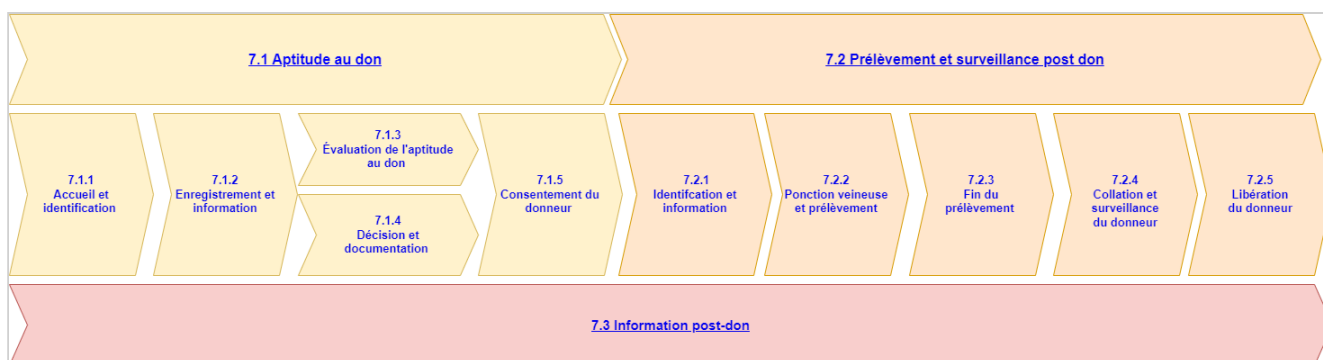 7.1 Aptitude au don
7.2 Prélèvement et surveillance post don
7.1.1
Accueil et
identification
7.1.2
Enregistrement et
information
7.1.3
Évaluation de l'aptitude
au don
7.1.4
Décision et
documentation
7.1.5
Consentement du
donneur
7.2.1
Identifcation et
information
7.2.2
Ponction veineuse
et prélèvement
7.2.3
Fin du
prélèvement
7.2.4
Collation et
surveillance
du donneur
7.2.5
Libération
du donneur
7.3 Information post-don